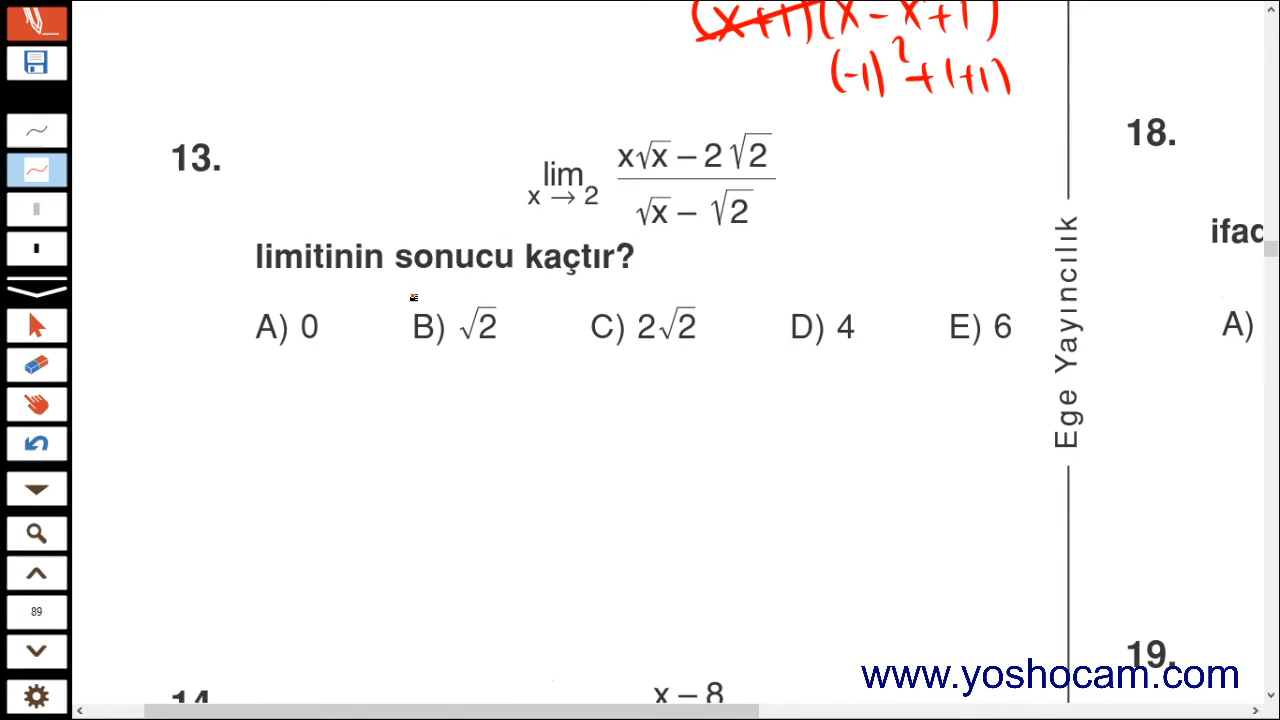 (x+1)(x-x+1)
(-1)² + 1+1)
13.
lim x → 2 x√x – 2√2 / √x – √2
limitinin sonucu kaçtır?
A) 0 B) √2 C) 2√2 D) 4 E) 6
Ege Yayıncılık
18.
ifad
A)
19.
14
x – 8
89
www.yoshocam.com